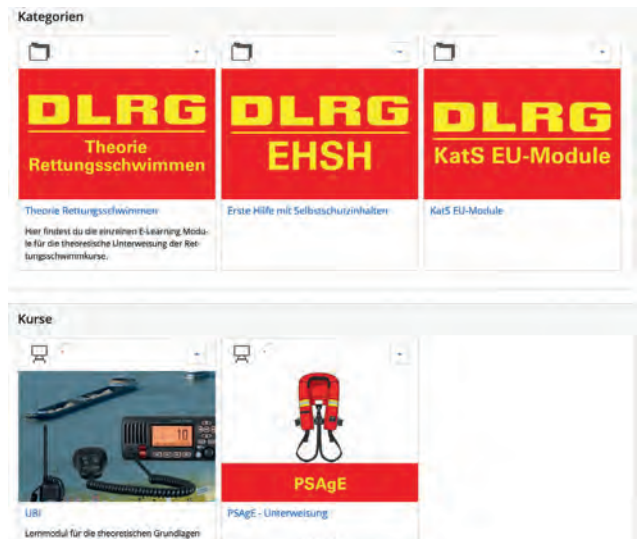 Kategorien
DLRG
Theorie
Rettungsschwimmen
DLRG
EHSH
DLRG
KatS EU-Module
Theorie Rettungsschwimmen
Hier findest du die einzelnen E-Learning Modu-
le für die theoretische Unterweisung der Ret-
tungsschwimmkurse.
Erste Hilfe mit Selbstschutzinhalten
KatS EU-Module
Kurse
10
PSAgE
UBI
Lernmodul für die theoretischen Grundlagen
PSAgE - Unterweisung